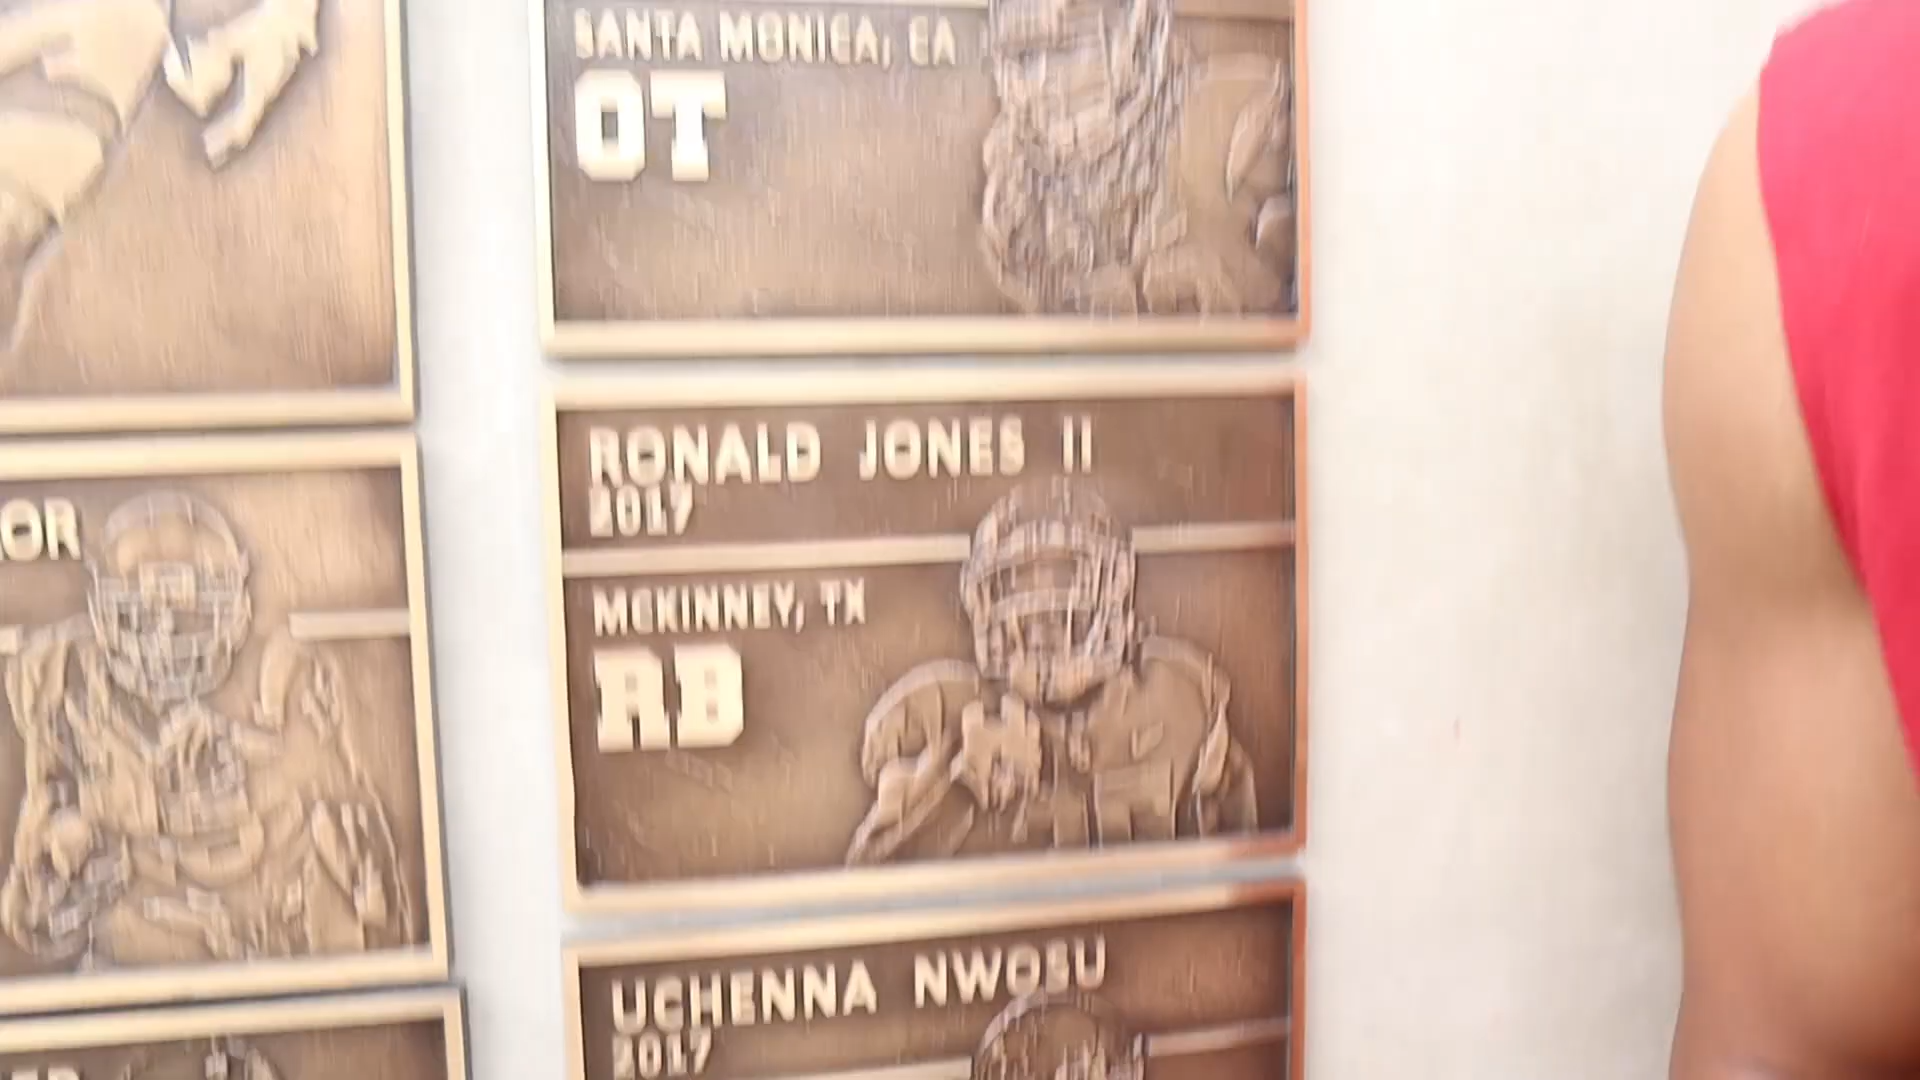 SANTA MONICA, CA
OT
RONALD JONES II
2017
MCKINNEY, TX
RB
UCHENNA NWOSU
2017